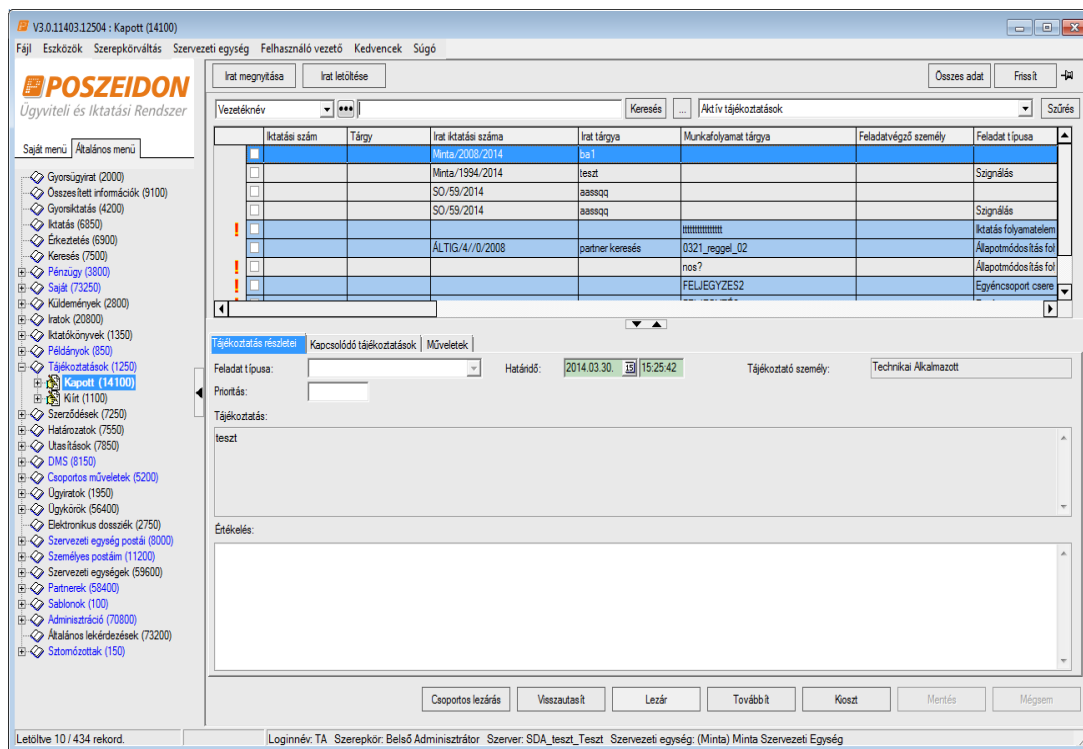 V3.0.11403.12504 : Kapott (14100)
Fájl Eszközök Szerepkörváltás Szervezeti egység Felhasználó vezető Kedvencek Súgó
POSZEIDON
Ügyviteli és Iktatási Rendszer
Saját menü Általános menü
Gyorsügyirat (2000)
Összesített információk (9100)
Gyorsiktatás (4200)
Iktatás (6850)
Érkeztetés (6900)
Keresés (7500)
Pénzügy (3800)
Saját (73250)
Küldemények (2800)
Iratok (20800)
Iktatókönyvek (1350)
Példányok (850)
Tájékoztatások (1250)
Kapott (14100)
Kiírt (1100)
Szerződések (7250)
Határozatok (7550)
Utasítások (7850)
DMS (8150)
Csoportos műveletek (5200)
Ügyiratok (1950)
Ügykörök (56400)
Elektronikus dossziék (2750)
Szervezeti egység postái (8000)
Személyes postáim (11200)
Szervezeti egységek (59600)
Partnerek (58400)
Sablonok (100)
Adminisztráció (70800)
Általános lekérdezések (73200)
Sztornózottak (150)
Irat megnyitása Irat letöltése Összes adat Frissít
Vezetéknév Keresés ... Aktív tájékoztatások Szűrés
Iktatási szám Tárgy Irat iktatási száma Irat tárgya Munkafolyamat tárgya Feladatvégző személy Feladat típusa
Minta/2008/2014 ba1
Minta/1994/2014 teszt Szignálás
SO/59/2014 aassqq
SO/59/2014 aassqq Szignálás
! Iktatás folyamatelem
ÁLTIG/4//0/2008 partner keresés 0321_reggel_02 Állapotmódosítás foly
! nos? Állapotmódosítás foly
! FELJEGYZES2 Egyéncsoport csere
Tájékoztatás részletei Kapcsolódó tájékoztatások Műveletek
Feladat típusa: Határidő: 2014.03.30. 15 15:25:42 Tájékoztató személy: Technikai Alkalmazott
Prioritás:
Tájékoztatás:
teszt
Értékelés:
Csoportos lezárás Visszautasít Lezár Továbbít Kioszt Mentés Mégsem
Letöltve 10 / 434 rekord. Loginnév: TA Szerepkör: Belső Adminisztrátor Szerver: SDA_teszt_Teszt Szervezeti egység: (Minta) Minta Szervezeti Egység